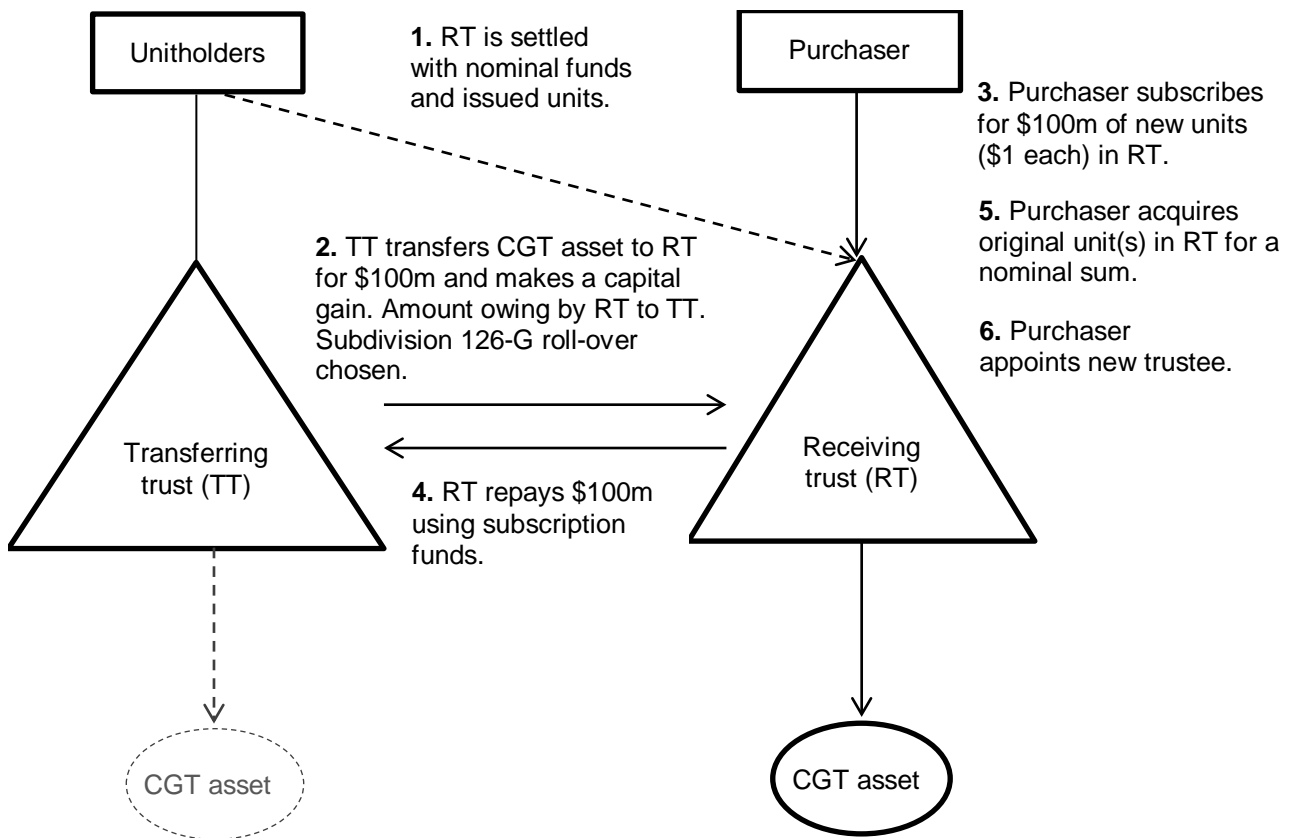 Unitholders
1. RT is settled
with nominal funds
and issued units.
Purchaser
3. Purchaser subscribes
for $100m of new units
($1 each) in RT.
5. Purchaser acquires
original unit(s) in RT for a
nominal sum.
6. Purchaser
appoints new trustee.
2. TT transfers CGT asset to RT
for $100m and makes a capital
gain. Amount owing by RT to TT.
Subdivision 126-G roll-over
chosen.
Transferring
trust (TT)
4. RT repays $100m
using subscription
funds.
Receiving
trust (RT)
CGT asset
CGT asset